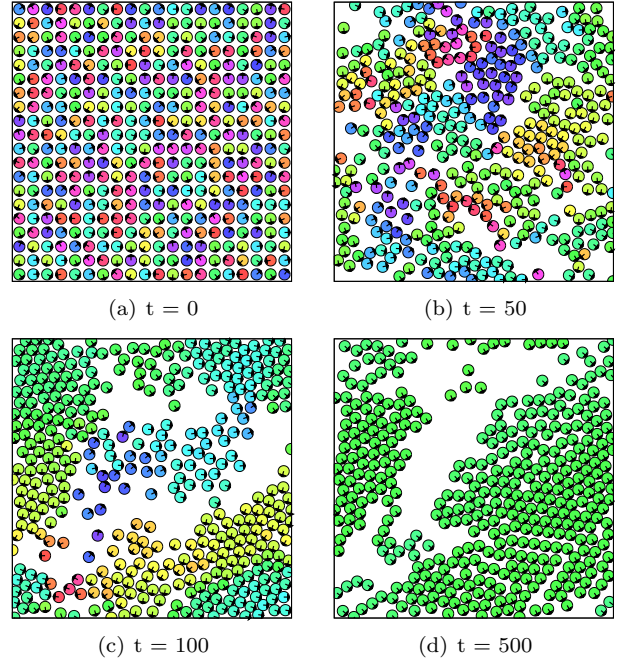 (a) t = 0
(b) t = 50
(c) t = 100
(d) t = 500